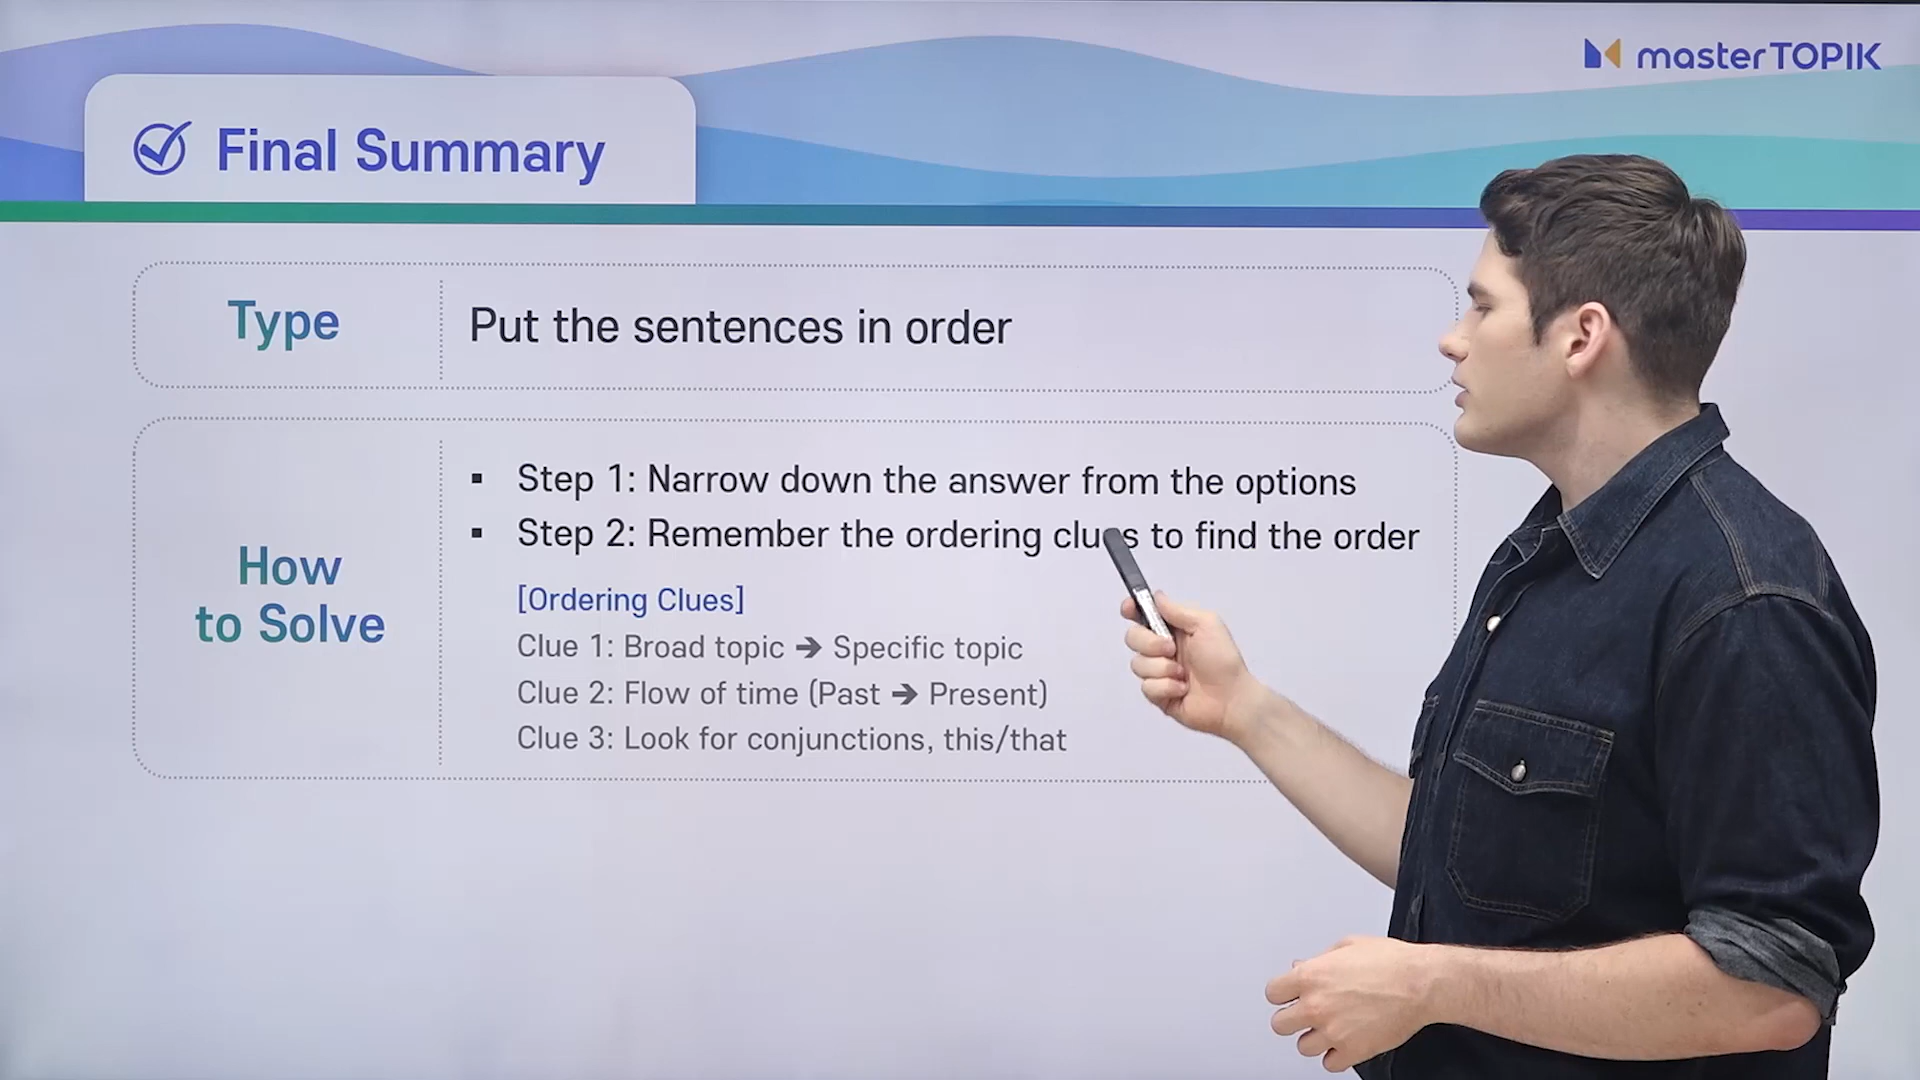 master TOPIK
Final Summary
Type
Put the sentences in order
How
to Solve
▪ Step 1: Narrow down the answer from the options
▪ Step 2: Remember the ordering clues to find the order
[Ordering Clues]
Clue 1: Broad topic ➔ Specific topic
Clue 2: Flow of time (Past ➔ Present)
Clue 3: Look for conjunctions, this/that